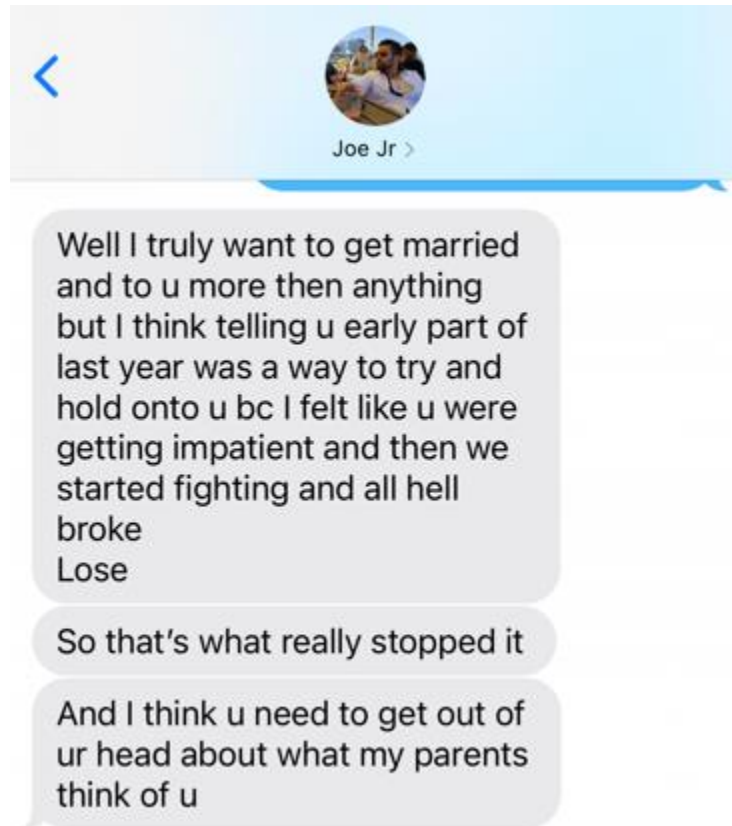 Joe Jr
Well I truly want to get married
and to u more then anything
but I think telling u early part of
last year was a way to try and
hold onto u bc I felt like u were
getting impatient and then we
started fighting and all hell
broke
Lose
So that's what really stopped it
And I think u need to get out of
ur head about what my parents
think of u